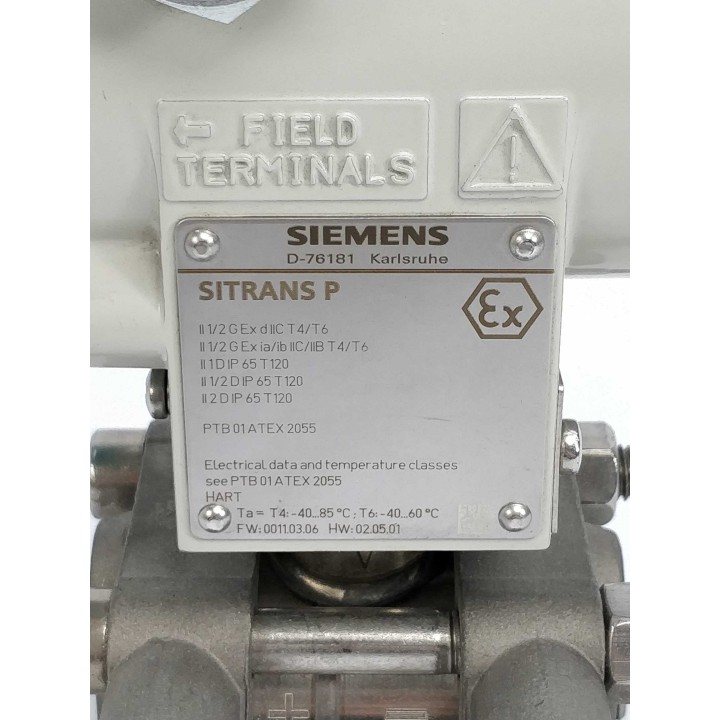 ← FIELD
TERMINALS
SIEMENS
D-76181 Karlsruhe
SITRANS P
Ex
II 1/2 G Ex d IIC T4/T6
II 1/2 G Ex ia/ib IIC/IIB T4/T6
II 1 D IP 65 T120
II 1/2 D IP 65 T120
II 2 D IP 65 T120
PTB 01 ATEX 2055
Electrical data and temperature classes
see PTB 01 ATEX 2055
HART
Ta = T4:-40...85 °C ; T6:-40...60 °C
FW: 0011.03.06 HW: 02.05.01
+